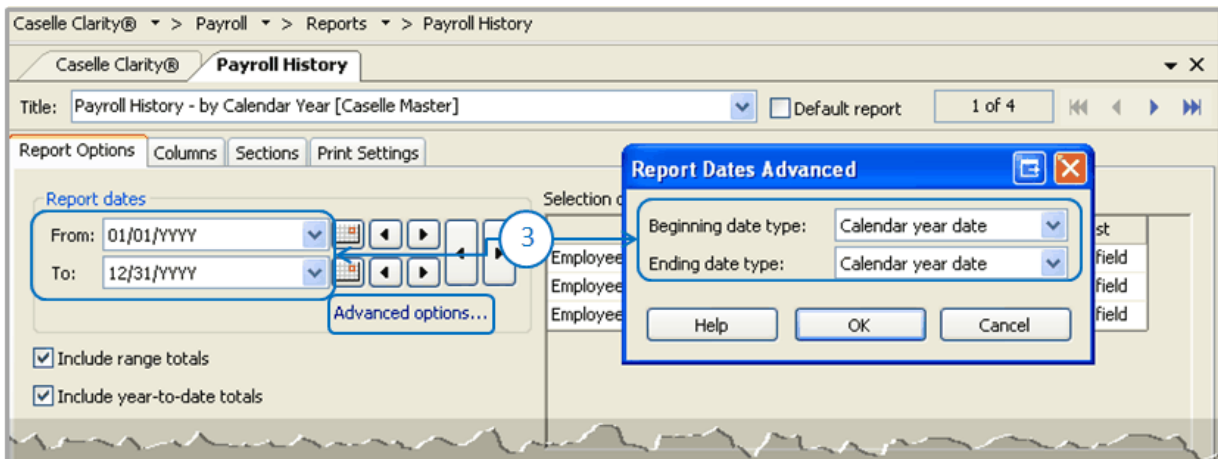 Caselle Clarity® > Payroll > Reports > Payroll History
Caselle Clarity® Payroll History
Title: Payroll History - by Calendar Year [Caselle Master] Default report 1 of 4
Report Options Columns Sections Print Settings
Report dates
From: 01/01/YYYY
To: 12/31/YYYY
Advanced options...
Include range totals
Include year-to-date totals
3
Selection
Employee
Employee
Employee
field
field
Report Dates Advanced
Beginning date type: Calendar year date
Ending date type: Calendar year date
Help OK Cancel